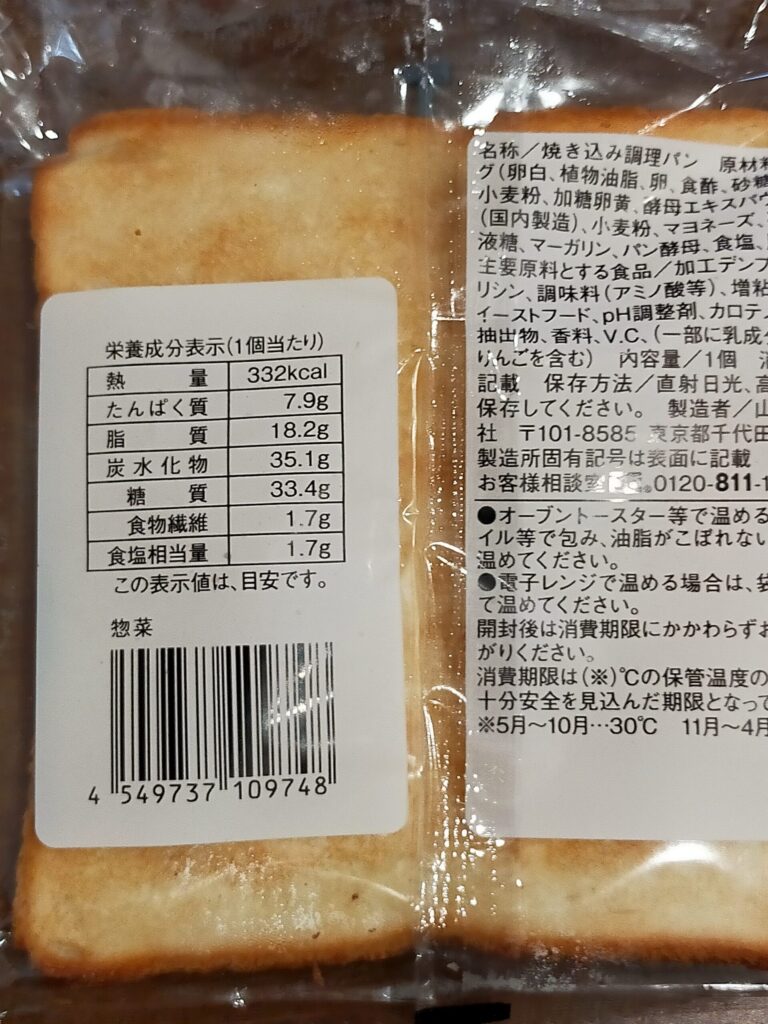 栄養成分表示(1個当たり)
熱量 332kcal
たんぱく質 7.9g
脂質 18.2g
炭水化物 35.1g
糖質 33.4g
食物繊維 1.7g
食塩相当量 1.7g
この表示値は、目安です。
惣菜
4 549737 109748
名称/焼き込み調理パン 原材料
グ(卵白、植物油脂、卵、食酢、砂糖
小麦粉、加糖卵黄、酵母エキスパウ
(国内製造)、小麦粉、マヨネーズ、
液糖、マーガリン、パン酵母、食塩、
主要原料とする食品/加工デンプ
リシン、調味料(アミノ酸等)、増粘
イーストフード、pH調整剤、カロテノ
抽出物、香料、V.C、(一部に乳成分
りんごを含む) 内容量/1個 消
記載 保存方法/直射日光、高
保存してください。 製造者/山
社 〒101-8585 東京都千代田
製造所固有記号は表面に記載
お客様相談室 0120-811-1
●オーブントースター等で温める
イル等で包み、油脂がこぼれない
温めてください。
●電子レンジで温める場合は、袋
て温めてください。
開封後は消費期限にかかわらずお
がりください。
消費期限は(※)℃の保管温度の
十分安全を見込んだ期限となって
※5月~10月…30℃ 11月~4月